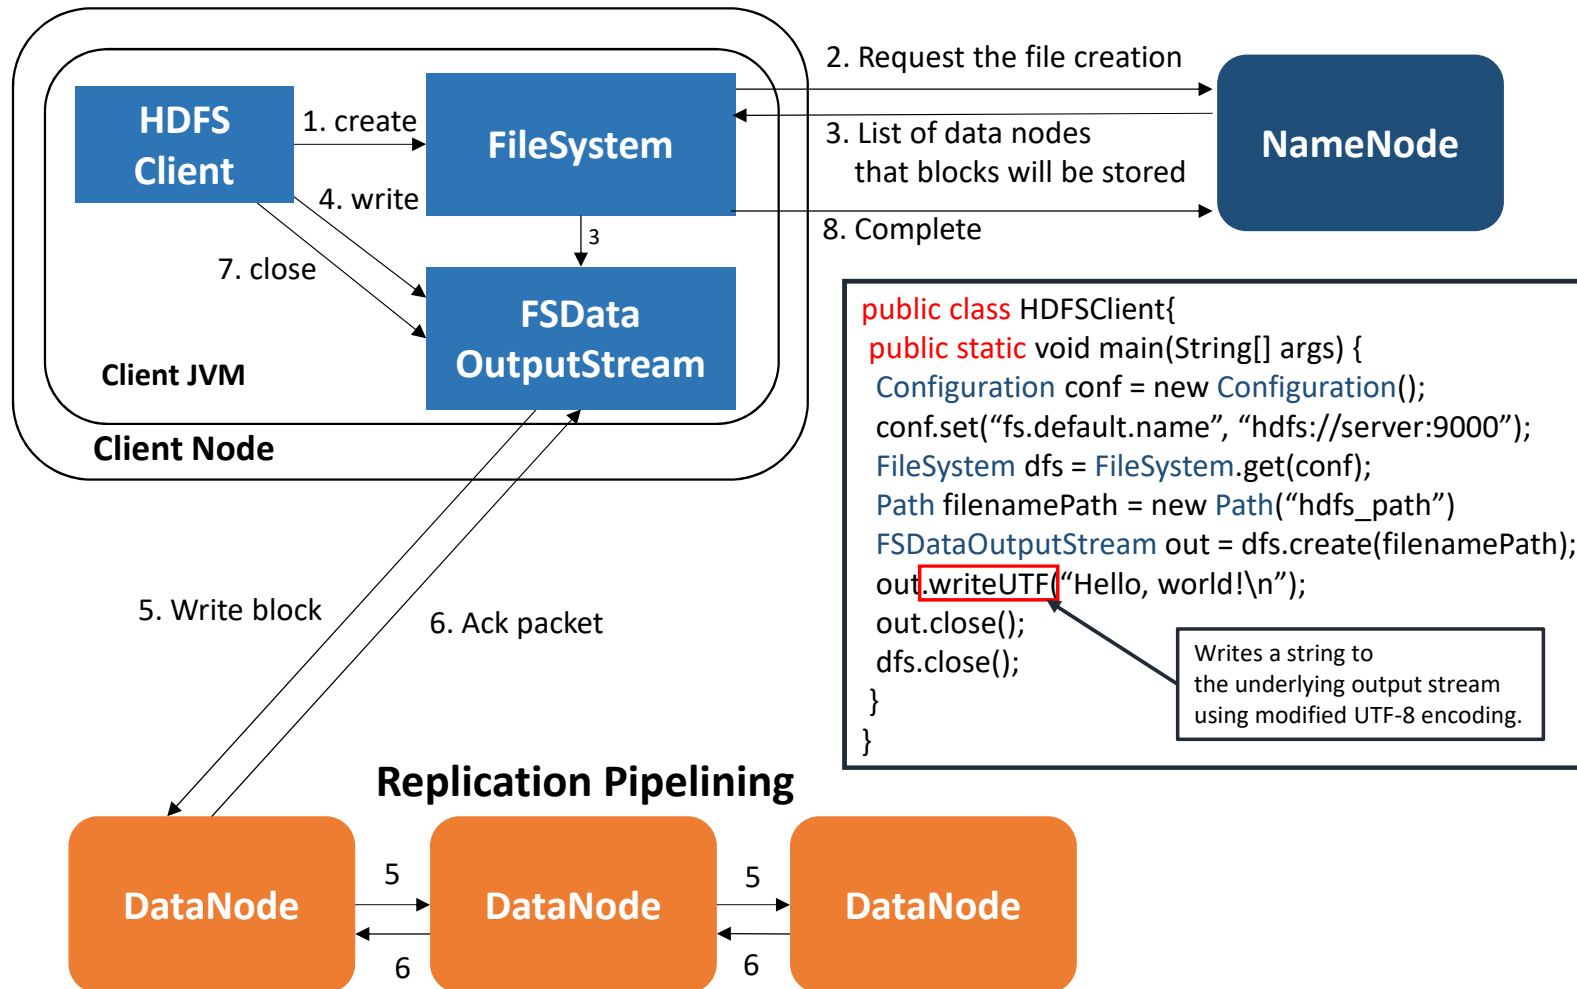 HDFS
Client
1. create
FileSystem
2. Request the file creation
3. List of data nodes
that blocks will be stored
NameNode
4. write
8. Complete
3
7. close
FSData
OutputStream
Client JVM
Client Node
public class HDFSClient{
public static void main(String[] args) {
Configuration conf = new Configuration();
conf.set(“fs.default.name”, “hdfs://server:9000”);
FileSystem dfs = FileSystem.get(conf);
Path filenamePath = new Path(“hdfs_path”)
FSDataOutputStream out = dfs.create(filenamePath);
out.writeUTF(“Hello, world!\n”);
out.close();
dfs.close();
}
}
Writes a string to
the underlying output stream
using modified UTF-8 encoding.
5. Write block
6. Ack packet
Replication Pipelining
DataNode
5
6
DataNode
5
6
DataNode